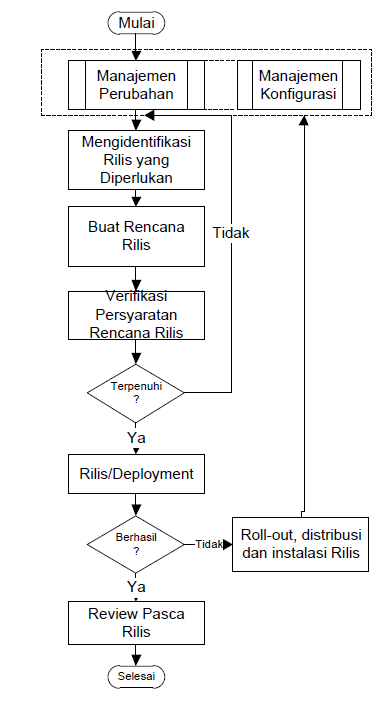 Mulai
Manajemen
Perubahan
Manajemen
Konfigurasi
Mengidentifikasi
Rilis yang
Diperlukan
Buat Rencana
Rilis
Tidak
Verifikasi
Persyaratan
Rencana Rilis
Terpenuhi
?
Ya
Rilis/Deployment
Berhasil
?
Tidak
Roll-out, distribusi
dan instalasi Rilis
Ya
Review Pasca
Rilis
Selesai